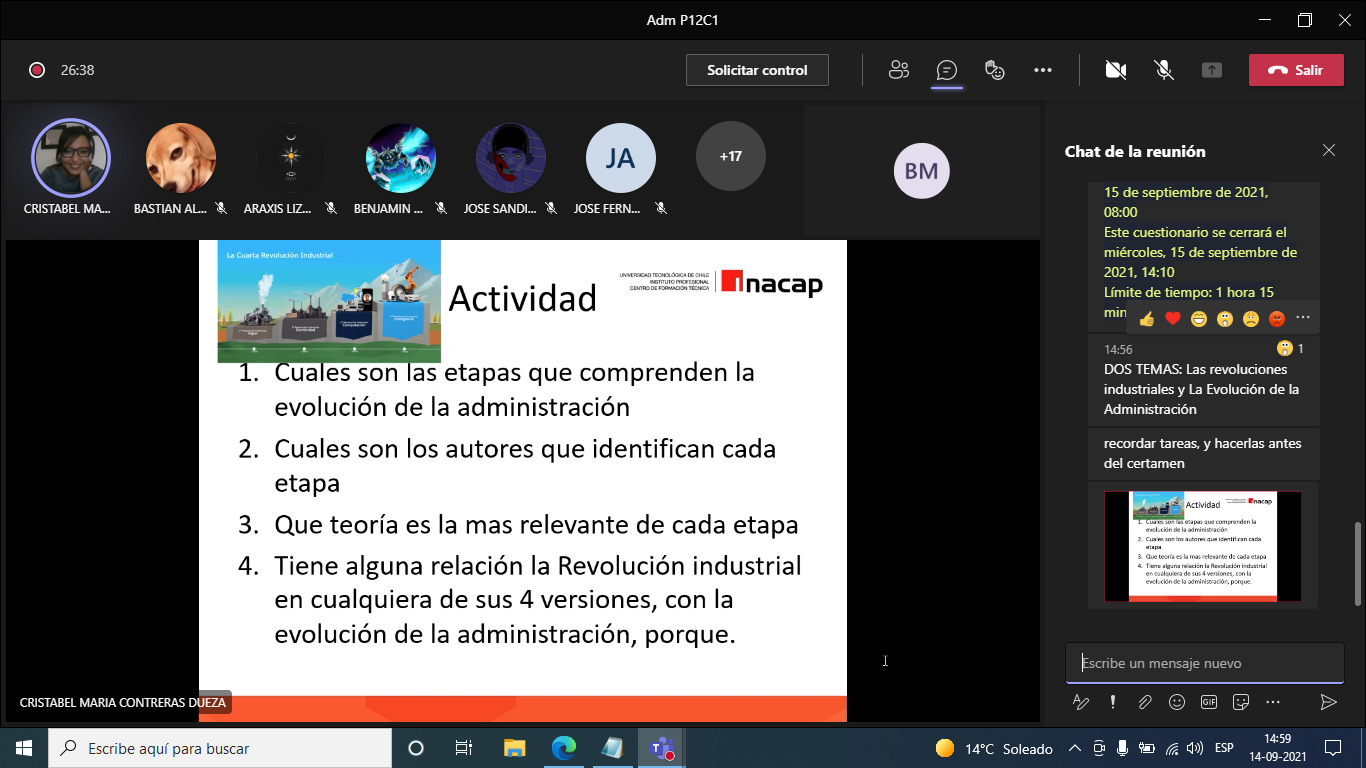 Adm P12C1
26:38
Solicitar control
Salir
CRISTABEL MA...
BASTIAN AL...
ARAXIS LIZ...
BENJAMIN ...
JOSE SANDI...
JA
JOSE FERN...
+17
BM
La Cuarta Revolución Industrial
Actividad
UNIVERSIDAD TECNOLÓGICA DE CHILE
INSTITUTO PROFESIONAL
CENTRO DE FORMACIÓN TÉCNICA
Inacap
1. Cuales son las etapas que comprenden la
evolución de la administración
2. Cuales son los autores que identifican cada
etapa
3. Que teoría es la mas relevante de cada etapa
4. Tiene alguna relación la Revolución industrial
en cualquiera de sus 4 versiones, con la
evolución de la administración, porque.
CRISTABEL MARIA CONTRERAS DUEZA
Chat de la reunión
15 de septiembre de 2021,
08:00
Este cuestionario se cerrará el
miércoles, 15 de septiembre de
2021, 14:10
Límite de tiempo: 1 hora 15
min
14:56
1
DOS TEMAS: Las revoluciones
industriales y La Evolución de la
Administración
recordar tareas, y hacerlas antes
del certamen
Actividad
inacap
1. Cuales son las etapas que comprenden la
evolución de la administración
2. Cuales son los autores que identifican cada
etapa
3. Que teoría es la mas relevante de cada etapa
4. Tiene alguna relación la Revolución industrial
en cualquiera de sus 4 versiones, con la
evolución de la administración, porque.
Escribe un mensaje nuevo
GIF
Escribe aquí para buscar
14°C Soleado
ESP
14:59
14-09-2021